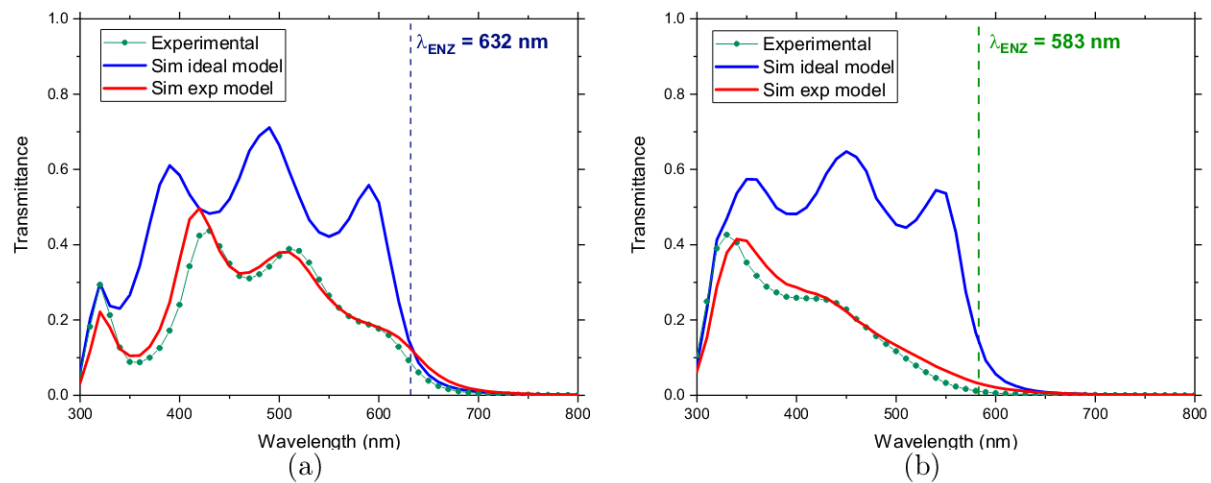 1.0
0.8
0.6
0.4
0.2
0.0
Transmittance
Experimental
Sim ideal model
Sim exp model
λENZ = 632 nm
300 400 500 600 700 800
Wavelength (nm)
(a)
1.0
0.8
0.6
0.4
0.2
0.0
Transmittance
Experimental
Sim ideal model
Sim exp model
λENZ = 583 nm
300 400 500 600 700 800
Wavelength (nm)
(b)